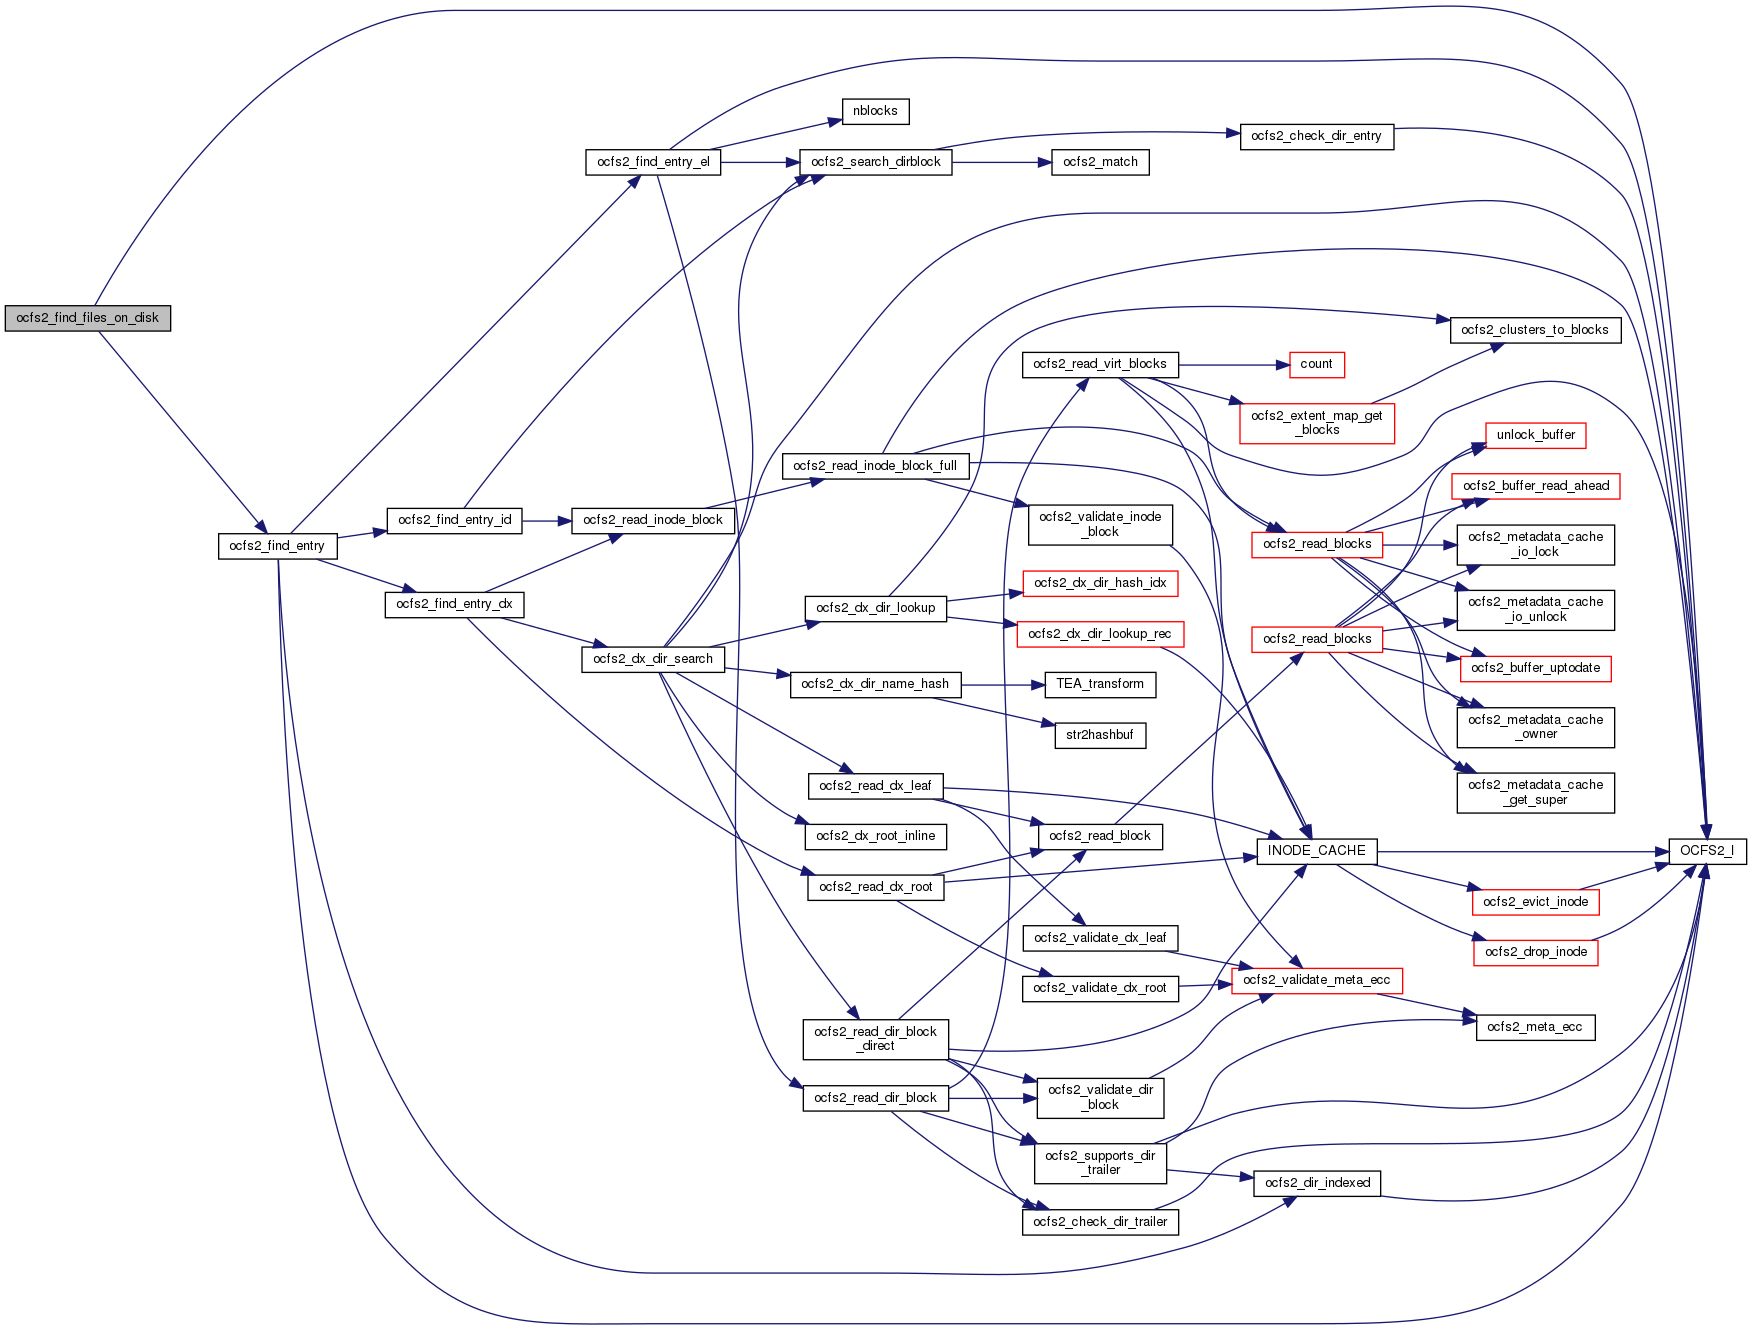 nblocks
ocfs2_check_dir_entry
ocfs2_find_entry_el
ocfs2_search_dirblock
ocfs2_match
ocfs2_find_files_on_disk
ocfs2_clusters_to_blocks
ocfs2_read_virt_blocks
count
ocfs2_extent_map_get
_blocks
unlock_buffer
ocfs2_read_inode_block_full
ocfs2_buffer_read_ahead
ocfs2_find_entry_id
ocfs2_read_inode_block
ocfs2_validate_inode
_block
ocfs2_find_entry
ocfs2_read_blocks
ocfs2_metadata_cache
_io_lock
ocfs2_dx_dir_hash_idx
ocfs2_find_entry_dx
ocfs2_dx_dir_lookup
ocfs2_metadata_cache
_io_unlock
ocfs2_dx_dir_lookup_rec
ocfs2_read_blocks
ocfs2_dx_dir_search
ocfs2_buffer_uptodate
ocfs2_dx_dir_name_hash
TEA_transform
ocfs2_metadata_cache
_owner
str2hashbuf
ocfs2_read_dx_leaf
ocfs2_metadata_cache
_get_super
ocfs2_dx_root_inline
ocfs2_read_block
INODE_CACHE
OCFS2_I
ocfs2_read_dx_root
ocfs2_evict_inode
ocfs2_validate_dx_leaf
ocfs2_drop_inode
ocfs2_validate_meta_ecc
ocfs2_validate_dx_root
ocfs2_meta_ecc
ocfs2_read_dir_block
_direct
ocfs2_read_dir_block
ocfs2_validate_dir
_block
ocfs2_supports_dir
_trailer
ocfs2_dir_indexed
ocfs2_check_dir_trailer